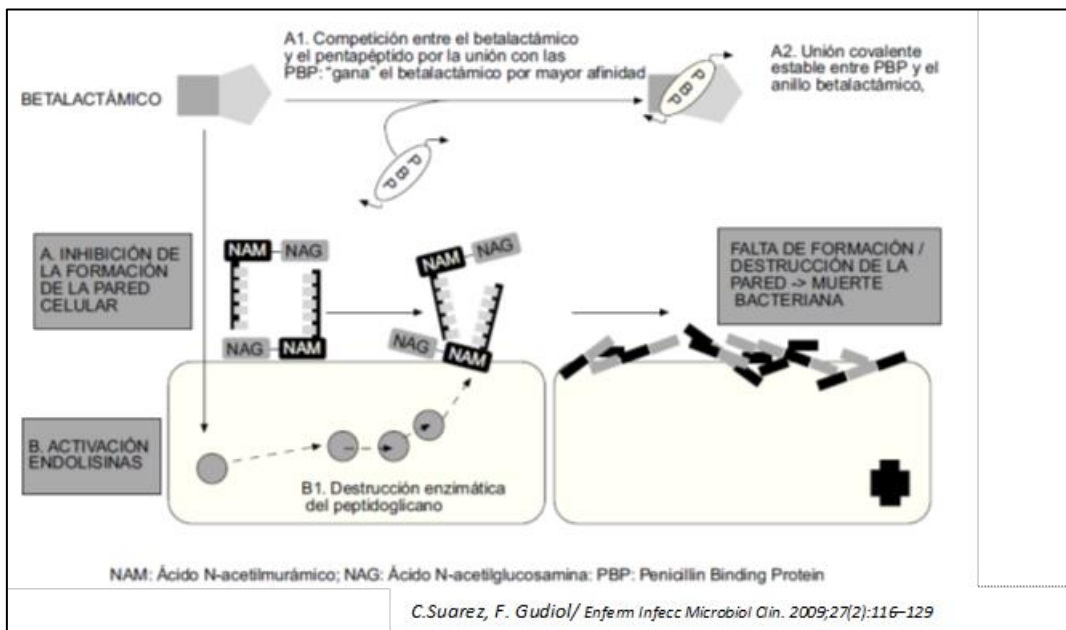 A1. Competición entre el betalactámico
y el pentapéptido por la unión con las
PBP: "gana" el betalactámico por mayor afinidad
A2. Unión covalente
estable entre PBP y el
anillo betalactámico,
BETALACTÁMICO
PBP
PBP
A. INHIBICIÓN DE
LA FORMACIÓN
DE LA PARED
CELULAR
NAM NAG
NAG NAM
NAM NAG
NAG NAM
FALTA DE FORMACIÓN /
DESTRUCCIÓN DE LA
PARED -> MUERTE
BACTERIANA
B. ACTIVACIÓN
ENDOLISINAS
B1. Destrucción enzimática
del peptidoglicano
NAM: Ácido N-acetilmurámico; NAG: Ácido N-acetilglucosamina: PBP: Penicillin Binding Protein
C.Suarez, F. Gudiol/ Enferm Infecc Microbiol Clin. 2009;27(2):116–129